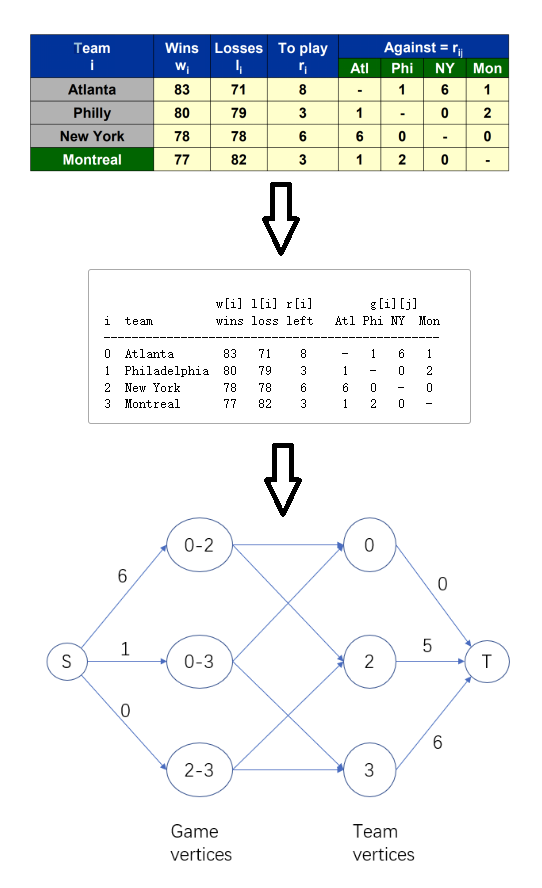 Team Wins Losses To play Against = rij
i wi li ri Atl Phi NY Mon
Atlanta 83 71 8 - 1 6 1
Philly 80 79 3 1 - 0 2
New York 78 78 6 6 0 - 0
Montreal 77 82 3 1 2 0 -
w[i] l[i] r[i] g[i][j]
i team wins loss left Atl Phi NY Mon
0 Atlanta 83 71 8 - 1 6 1
1 Philadelphia 80 79 3 1 - 0 2
2 New York 78 78 6 6 0 - 0
3 Montreal 77 82 3 1 2 0 -
0-2 0
6 0
S 1 0-3 2 5 T
0 6
2-3 3
Game Team
vertices vertices